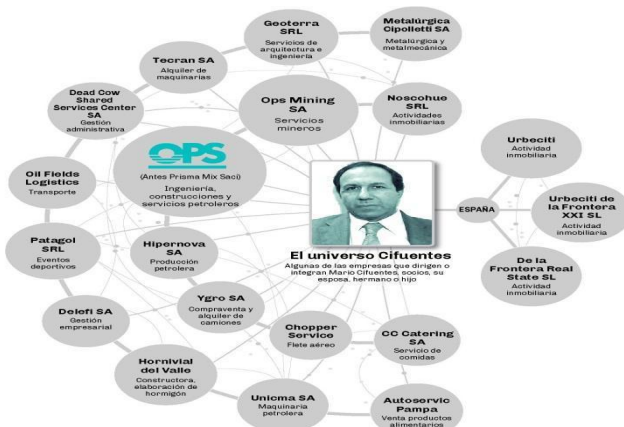 Geoterra
SRL
Servicios de
arquitectura e
ingeniería
Metalúrgica
Cipolletti SA
Metalúrgica y
metalmecánica
Tecran SA
Alquiler de
maquinarias
Dead Cow
Shared
Services Center
SA
Gestión
administrativa
Ops Mining
SA
Servicios
mineros
Noscohue
SRL
Actividades
inmobiliarias
OPS
(Antes Prisma Mix Saci)
Ingeniería,
construcciones y
servicios petroleros
Oil Fields
Logistics
Transporte
Patagol
SRL
Eventos
deportivos
Hipernova
SA
Producción
petrolera
El universo Cifuentes
Algunas de las empresas que dirigen o
integran Mario Cifuentes, socios, su
esposa, hermano o hijo
ESPAÑA
Urbeciti
Actividad
inmobiliaria
Urbeciti de
la Frontera
XXI SL
Actividad
inmobiliaria
De la
Frontera Real
State SL
Actividad
inmobiliaria
Delefi SA
Gestión
empresarial
Ygro SA
Compraventa y
alquiler de
camiones
Chopper
Service
Flete aéreo
CC Catering
SA
Servicio de
comidas
Hornivial
del Valle
Constructora,
elaboración de
hormigón
Unicma SA
Maquinaria
petrolera
Autoservic
Pampa
Venta productos
alimentarios